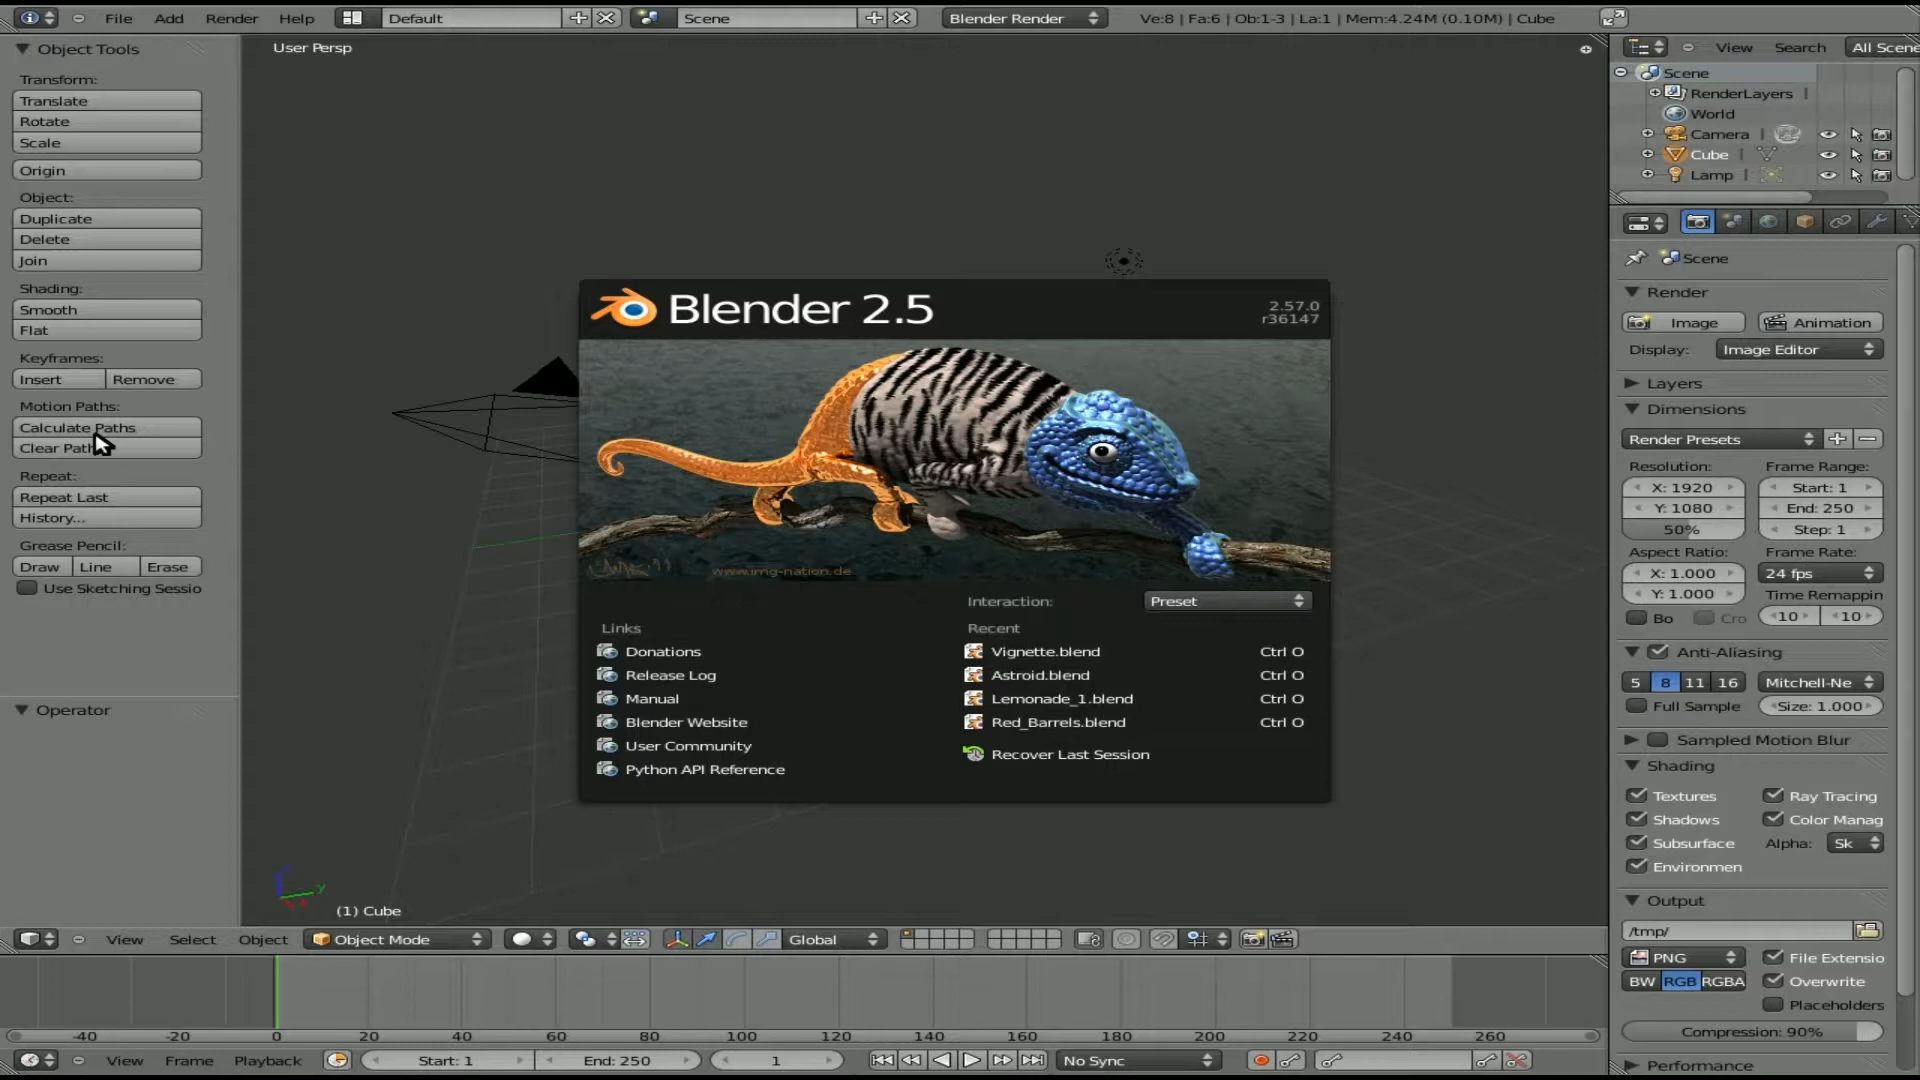 File Add Render Help Default Scene Blender Render Ve:8 | Fa:6 | Ob:1-3 | La:1 | Mem:4.24M (0.10M) | Cube
Object Tools
Transform:
Translate
Rotate
Scale
Origin
Object:
Duplicate
Delete
Join
Shading:
Smooth
Flat
Keyframes:
Insert Remove
Motion Paths:
Calculate Paths
Clear Path
Repeat:
Repeat Last
History...
Grease Pencil:
Draw Line Erase
Use Sketching Sessio
Operator
User Persp
Blender 2.5
2.57.0
r36147
www.img-nation.de
Interaction: Preset
Links
Donations
Release Log
Manual
Blender Website
User Community
Python API Reference
Recent
Vignette.blend Ctrl O
Astroid.blend Ctrl O
Lemonade_1.blend Ctrl O
Red_Barrels.blend Ctrl O
Recover Last Session
y
(1) Cube
View Select Object Object Mode Global
-40 -20 0 20 40 60 80 100 120 140 160 180 200 220 240 260
View Frame Playback Start: 1 End: 250 1 No Sync
View Search All Scene
Scene
RenderLayers |
World
Camera |
Cube |
Lamp |
Scene
Render
Image Animation
Display: Image Editor
Layers
Dimensions
Render Presets
Resolution: Frame Range:
X: 1920 Start: 1
Y: 1080 End: 250
50% Step: 1
Aspect Ratio: Frame Rate:
X: 1.000 24 fps
Y: 1.000 Time Remappin
Bo Cro 10 10
Anti-Aliasing
5 8 11 16 Mitchell-Ne
Full Sample Size: 1.000
Sampled Motion Blur
Shading
Textures Ray Tracing
Shadows Color Manag
Subsurface Alpha: Sk
Environmen
Output
/tmp/
PNG File Extensio
BW RGB RGBA Overwrite
Placeholders
Compression: 90%
Performance